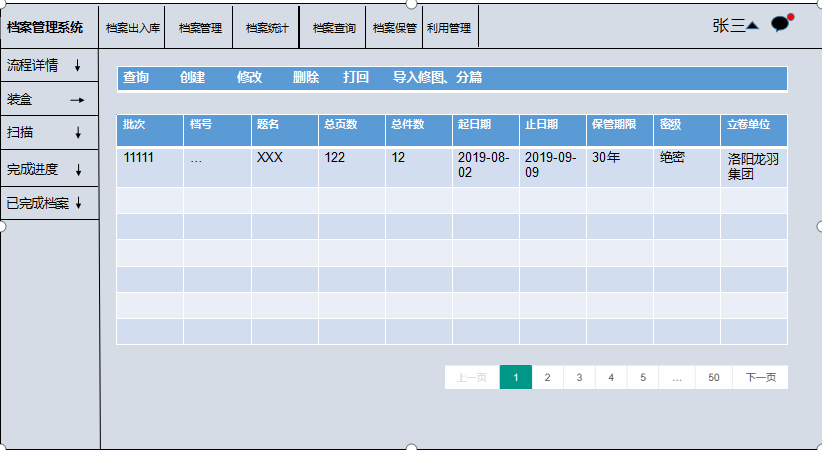 档案管理系统 档案出入库 档案管理 档案统计 档案查询 档案保管 利用管理 张三
流程详情
装盒
扫描
完成进度
已完成档案
查询 创建 修改 删除 打回 导入修图、分篇
批次 档号 题名 总页数 总件数 起日期 止日期 保管期限 密级 立卷单位
11111 ... XXX 122 12 2019-08-02 2019-09-09 30年 绝密 洛阳龙羽集团
上一页 1 2 3 4 5 ... 50 下一页